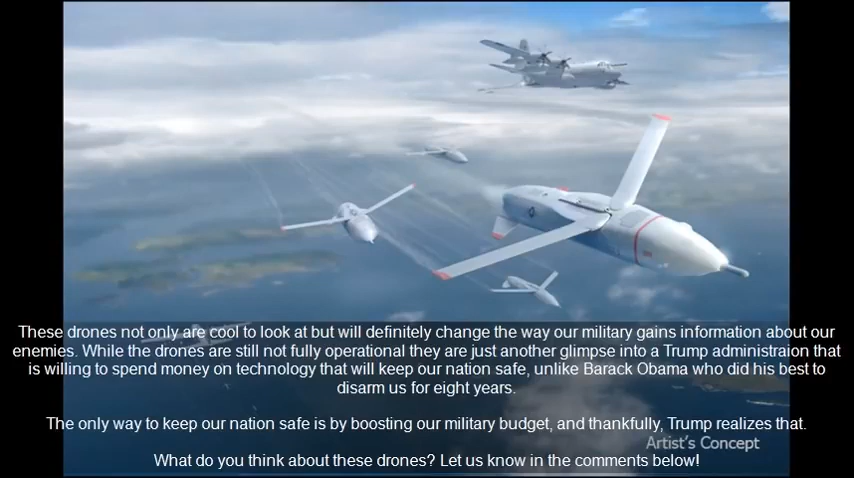 These drones not only are cool to look at but will definitely change the way our military gains information about our
enemies. While the drones are still not fully operational they are just another glimpse into a Trump administraion that
is willing to spend money on technology that will keep our nation safe, unlike Barack Obama who did his best to
disarm us for eight years.
The only way to keep our nation safe is by boosting our military budget, and thankfully, Trump realizes that.
Artist's Concept
What do you think about these drones? Let us know in the comments below!